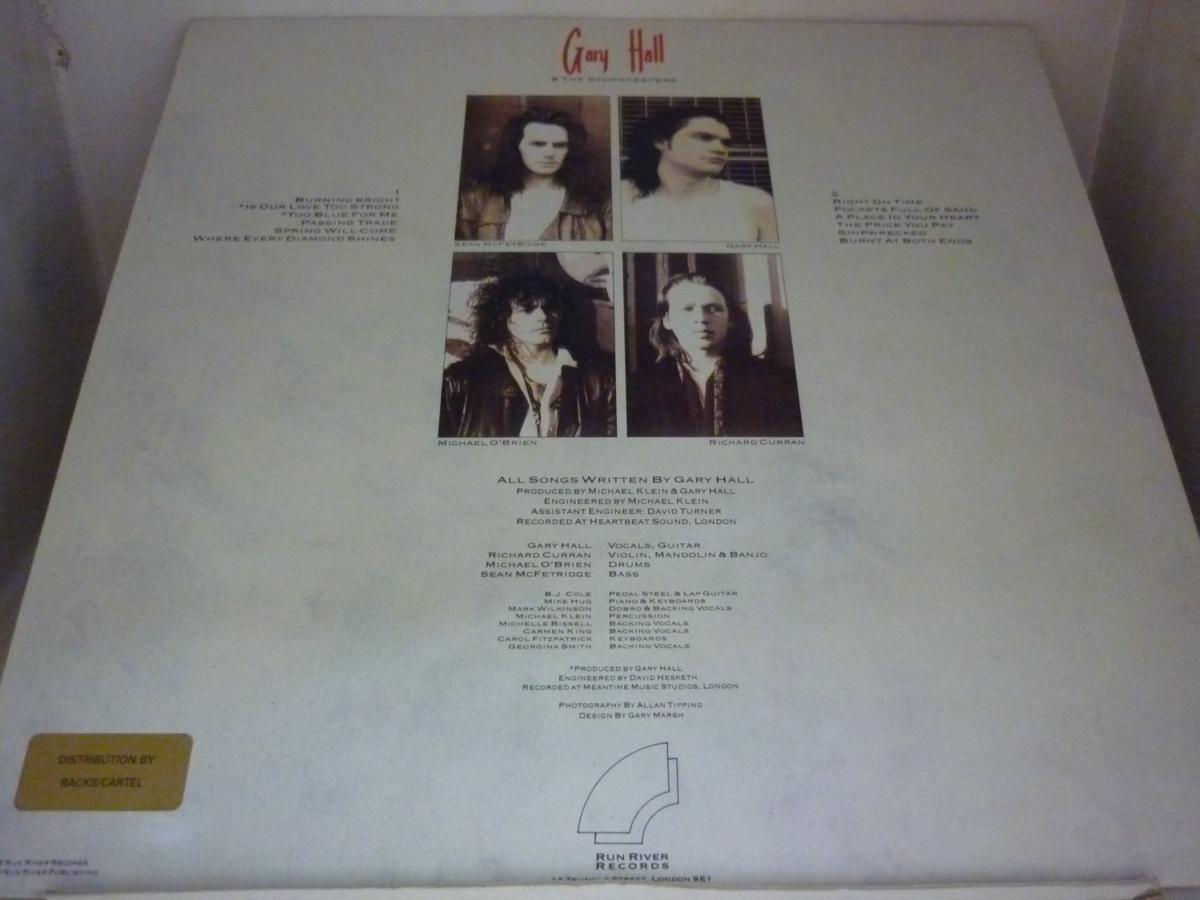 Gary Hall
& The Stormkeepers
1
Burning Bright
*Is Our Love Too Strong
*Too Blue For Me
Passing Trade
Spring Will Come
Where Every Diamond Shines
2
Right On Time
Pockets Full Of Sand
A Place In Your Heart
The Price You Pay
Shipwrecked
Burnt At Both Ends
Sean McFetridge
Gary Hall
Michael O'Brien
Richard Curran
All Songs Written By Gary Hall
Produced by Michael Klein & Gary Hall
Engineered by Michael Klein
Assistant Engineer: David Turner
Recorded At Heartbeat Sound, London
Gary Hall Vocals, Guitar
Richard Curran Violin, Mandolin & Banjo
Michael O'Brien Drums
Sean McFetridge Bass
B.J. Cole Pedal Steel & Lap Guitar
Mike Hug Piano & Keyboards
Mark Wilkinson Dobro & Backing Vocals
Michael Klein Percussion
Michelle Bissell Backing Vocals
Carmen King Backing Vocals
Carol Fitzpatrick Keyboards
Georgina Smith Backing Vocals
*Produced by Gary Hall
Engineered by David Hesketh
Recorded at Meantime Music Studios, London
Photography By Allan Tipping
Design By Gary Marsh
DISTRIBUTION BY
BACKS/CARTEL
Run River
Records
Street, London SE1
Run River Records
Run River Publishing